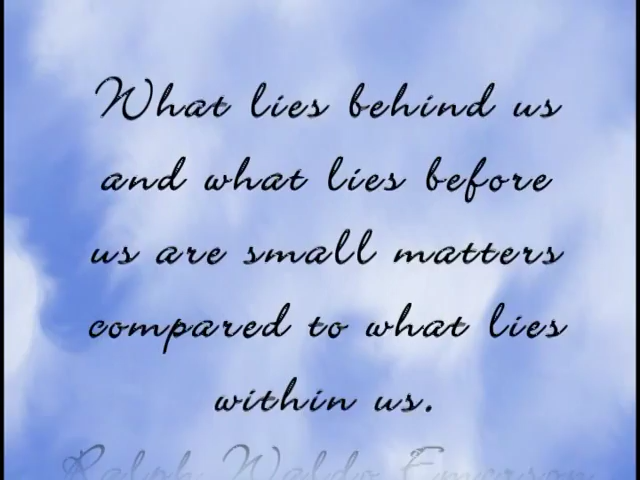 What lies behind us
and what lies before
us are small matters
compared to what lies
within us.
Ralph Waldo Emerson